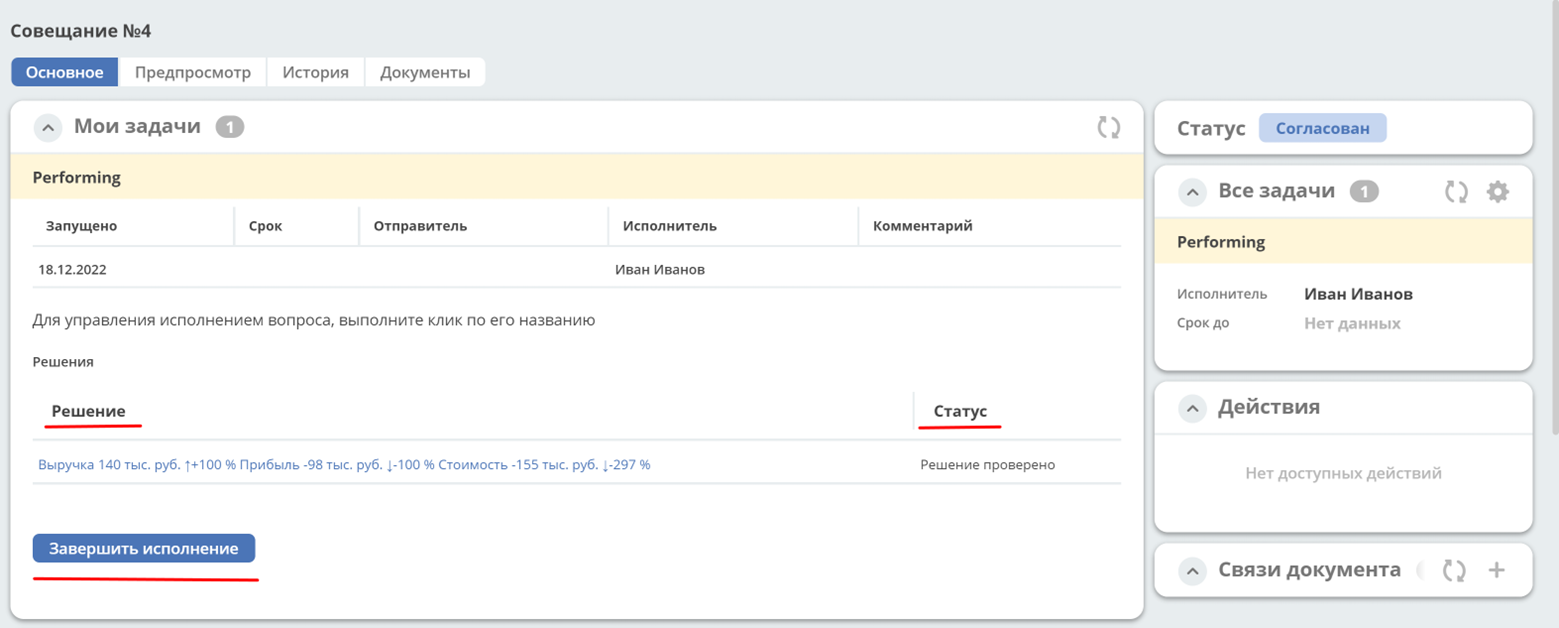 Совещание №4
Основное Предпросмотр История Документы
Мои задачи 1
Performing
Запущено Срок Отправитель Исполнитель Комментарий
18.12.2022 Иван Иванов
Для управления исполнением вопроса, выполните клик по его названию
Решения
Решение Статус
Выручка 140 тыс. руб. ↑+100 % Прибыль -98 тыс. руб. ↓-100 % Стоимость -155 тыс. руб. ↓-297 % Решение проверено
Завершить исполнение
Статус Согласован
Все задачи 1
Performing
Исполнитель Иван Иванов
Срок до Нет данных
Действия
Нет доступных действий
Связи документа